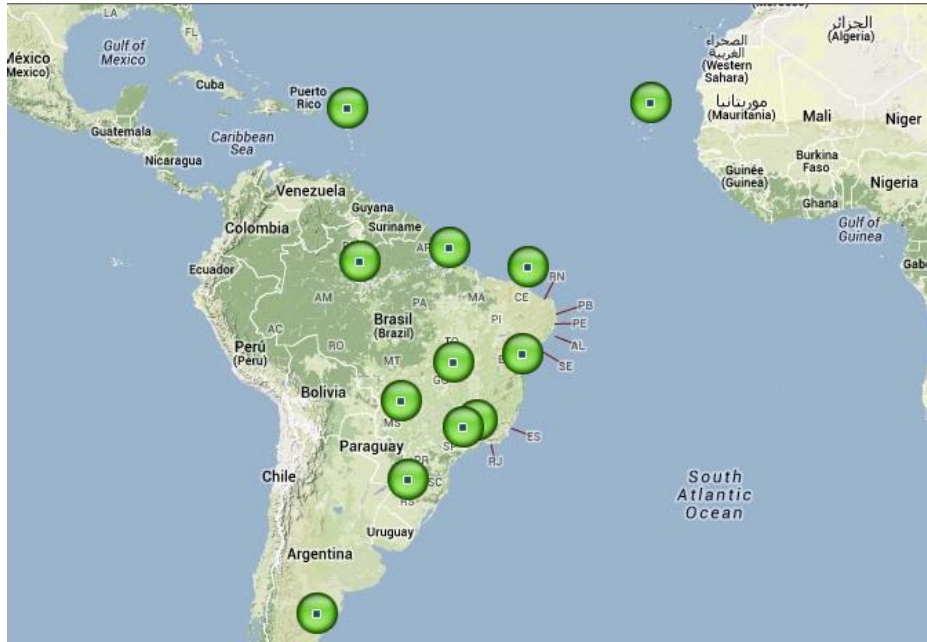 LA
FL
Gulf of
Mexico
México
Mexico)
Cuba
Puerto
Rico
Guatemala
Caribbean
Sea
Nicaragua
الجزائر
(Algeria)
الصحراء
الغربية
(Western
Sahara)
موريتانيا
(Mauritania)
Mali
Niger
Burkina
Faso
Guinée
(Guinea)
Ghana
Nigeria
Gulf of
Guinea
Gab
Venezuela
Guyana
Suriname
Colombia
Ecuador
AP
AM
PA
MA
CE
RN
PB
PE
AL
SE
PI
Brasil
(Brazil)
AC
RO
MT
TO
GO
Perú
(Peru)
Bolivia
MS
ES
RJ
SP
Paraguay
PR
SC
RS
Chile
Uruguay
Argentina
South
Atlantic
Ocean